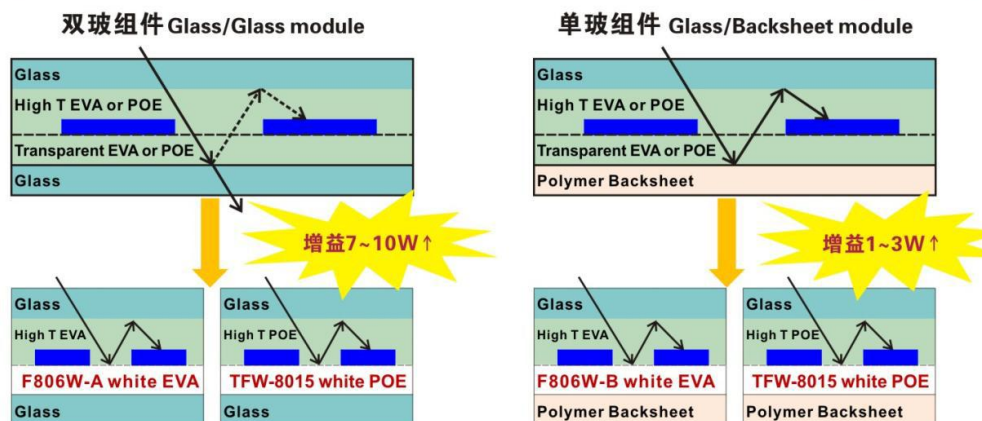 双玻组件 Glass/Glass module
Glass
High T EVA or POE
Transparent EVA or POE
Glass
增益7~10W↑
Glass
High T EVA
F806W-A white EVA
Glass
Glass
High T POE
TFW-8015 white POE
Glass
单玻组件 Glass/Backsheet module
Glass
High T EVA or POE
Transparent EVA or POE
Polymer Backsheet
增益1~3W↑
Glass
High T EVA
F806W-B white EVA
Polymer Backsheet
Glass
High T POE
TFW-8015 white POE
Polymer Backsheet